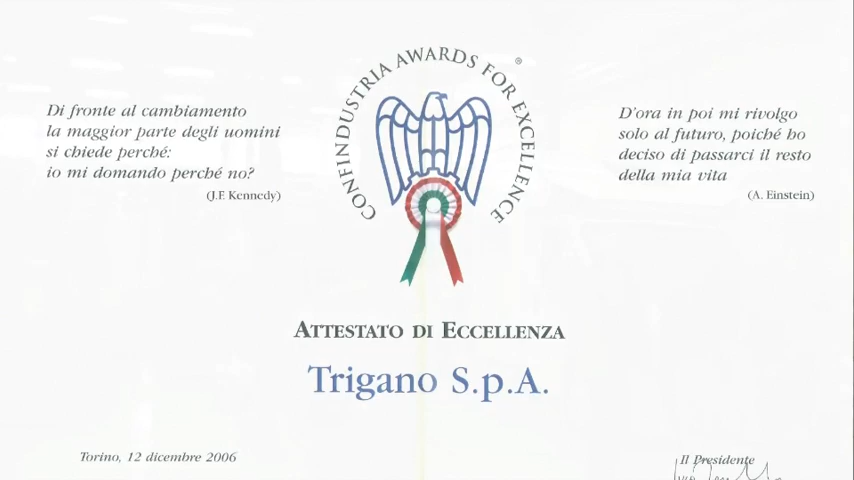 CONFINDUSTRIA AWARDS FOR EXCELLENCE ®
Di fronte al cambiamento
la maggior parte degli uomini
si chiede perché:
io mi domando perché no?
(J.F. Kennedy)
D'ora in poi mi rivolgo
solo al futuro, poiché ho
deciso di passarci il resto
della mia vita
(A. Einstein)
ATTESTATO DI ECCELLENZA
Trigano S.p.A.
Torino, 12 dicembre 2006
Il Presidente